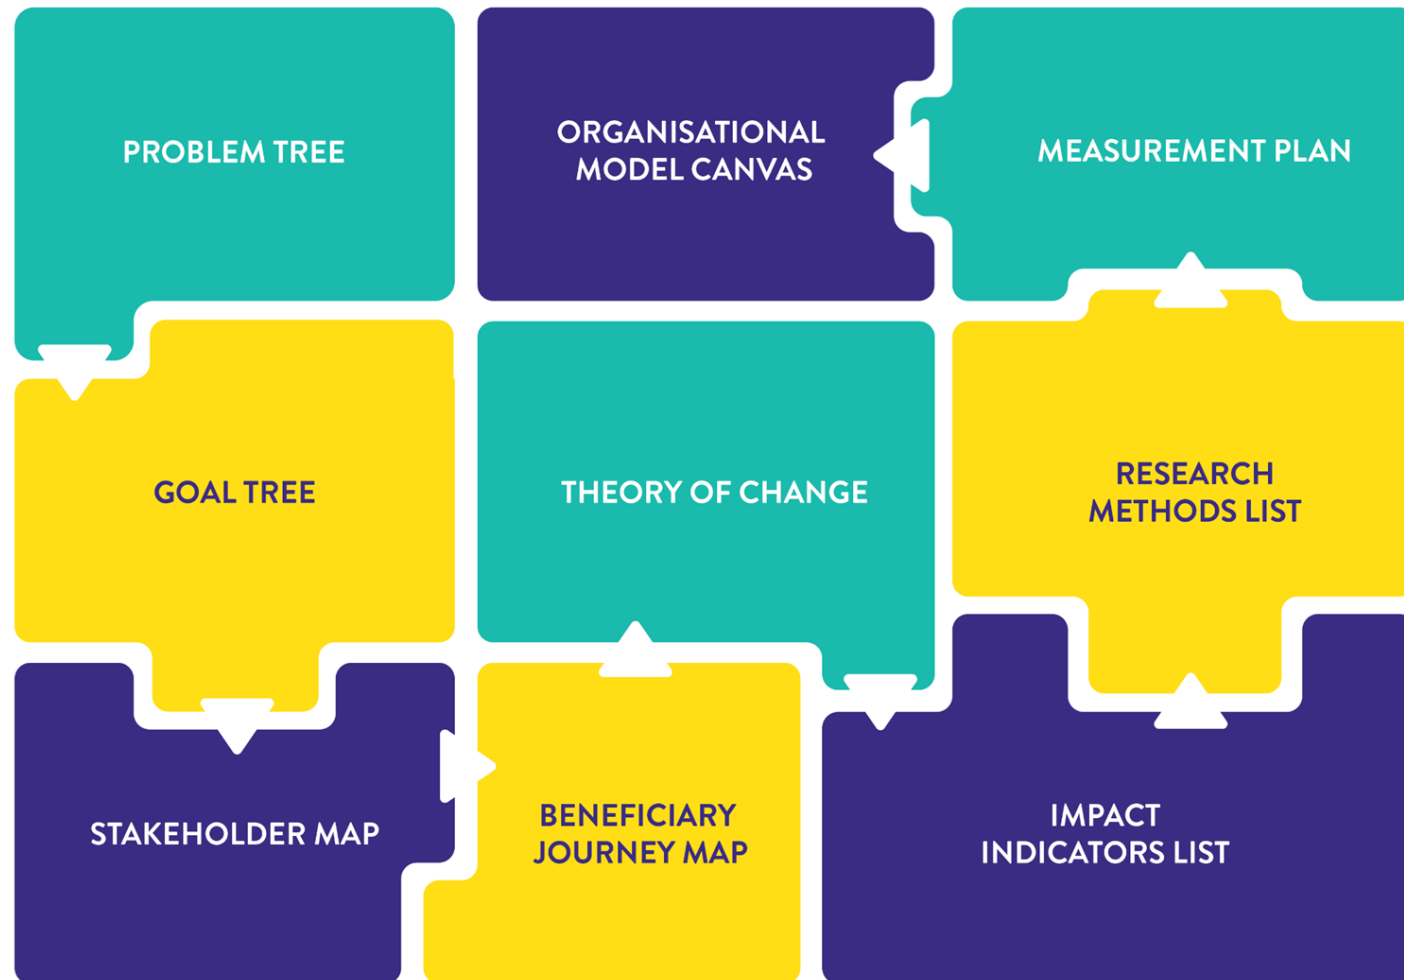 PROBLEM TREE
ORGANISATIONAL
MODEL CANVAS
MEASUREMENT PLAN
GOAL TREE
THEORY OF CHANGE
RESEARCH
METHODS LIST
STAKEHOLDER MAP
BENEFICIARY
JOURNEY MAP
IMPACT
INDICATORS LIST